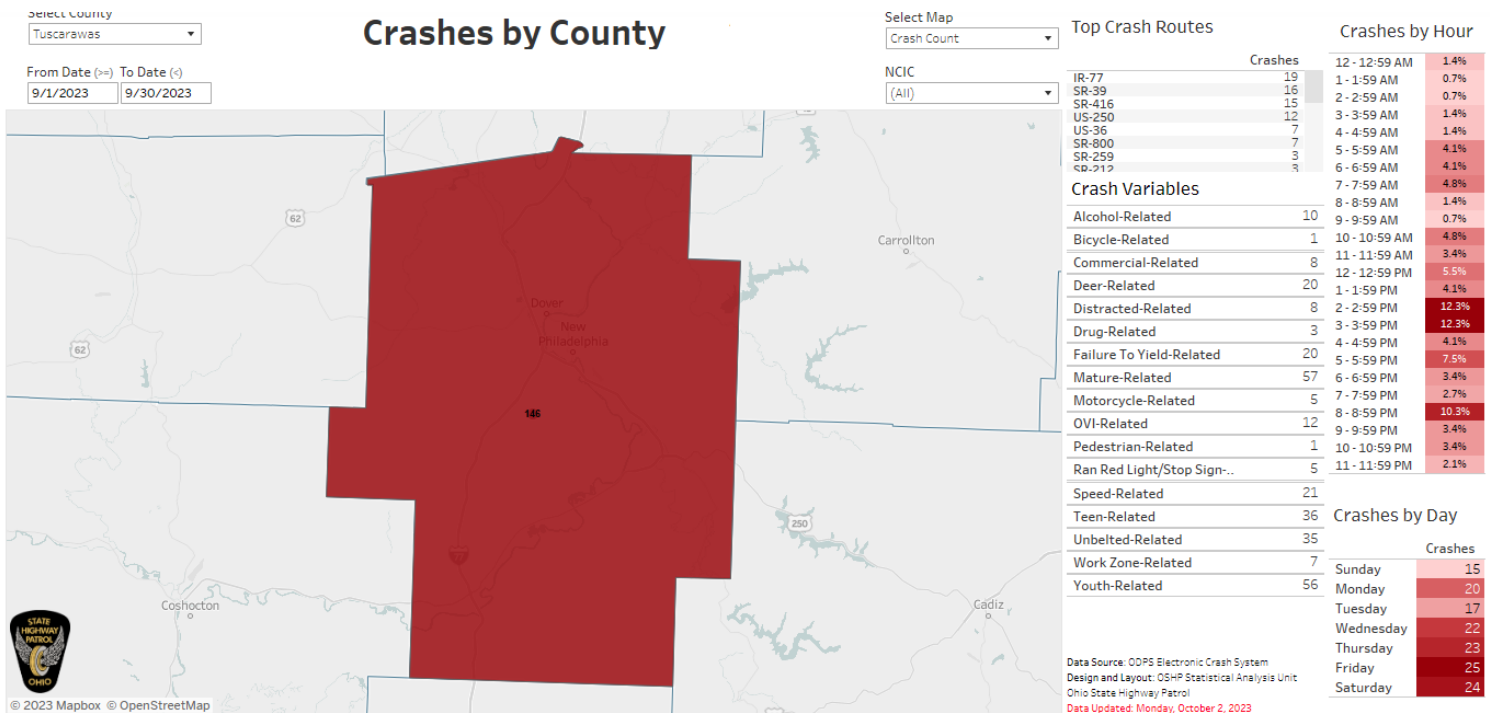 Select County
Tuscarawas
Crashes by County
Select Map
Crash Count
From Date (>=) To Date (<)
9/1/2023 9/30/2023
NCIC
(All)
62
62
Carrollton
Dover
New
Philadelphia
146
250
77
Coshocton
Cadiz
STATE
HIGHWAY
PATROL
OHIO
© 2023 Mapbox © OpenStreetMap
Top Crash Routes
Crashes
IR-77 19
SR-39 16
SR-416 15
US-250 12
US-36 7
SR-800 7
SR-259 3
SR-212 3
Crash Variables
Alcohol-Related 10
Bicycle-Related 1
Commercial-Related 8
Deer-Related 20
Distracted-Related 8
Drug-Related 3
Failure To Yield-Related 20
Mature-Related 57
Motorcycle-Related 5
OVI-Related 12
Pedestrian-Related 1
Ran Red Light/Stop Sign-.. 5
Speed-Related 21
Teen-Related 36
Unbelted-Related 35
Work Zone-Related 7
Youth-Related 56
Data Source: ODPS Electronic Crash System
Design and Layout: OSHP Statistical Analysis Unit
Ohio State Highway Patrol
Data Updated: Monday, October 2, 2023
Crashes by Hour
12 - 12:59 AM 1.4%
1 - 1:59 AM 0.7%
2 - 2:59 AM 0.7%
3 - 3:59 AM 1.4%
4 - 4:59 AM 1.4%
5 - 5:59 AM 4.1%
6 - 6:59 AM 4.1%
7 - 7:59 AM 4.8%
8 - 8:59 AM 1.4%
9 - 9:59 AM 0.7%
10 - 10:59 AM 4.8%
11 - 11:59 AM 3.4%
12 - 12:59 PM 5.5%
1 - 1:59 PM 4.1%
2 - 2:59 PM 12.3%
3 - 3:59 PM 12.3%
4 - 4:59 PM 4.1%
5 - 5:59 PM 7.5%
6 - 6:59 PM 3.4%
7 - 7:59 PM 2.7%
8 - 8:59 PM 10.3%
9 - 9:59 PM 3.4%
10 - 10:59 PM 3.4%
11 - 11:59 PM 2.1%
Crashes by Day
Crashes
Sunday 15
Monday 20
Tuesday 17
Wednesday 22
Thursday 23
Friday 25
Saturday 24